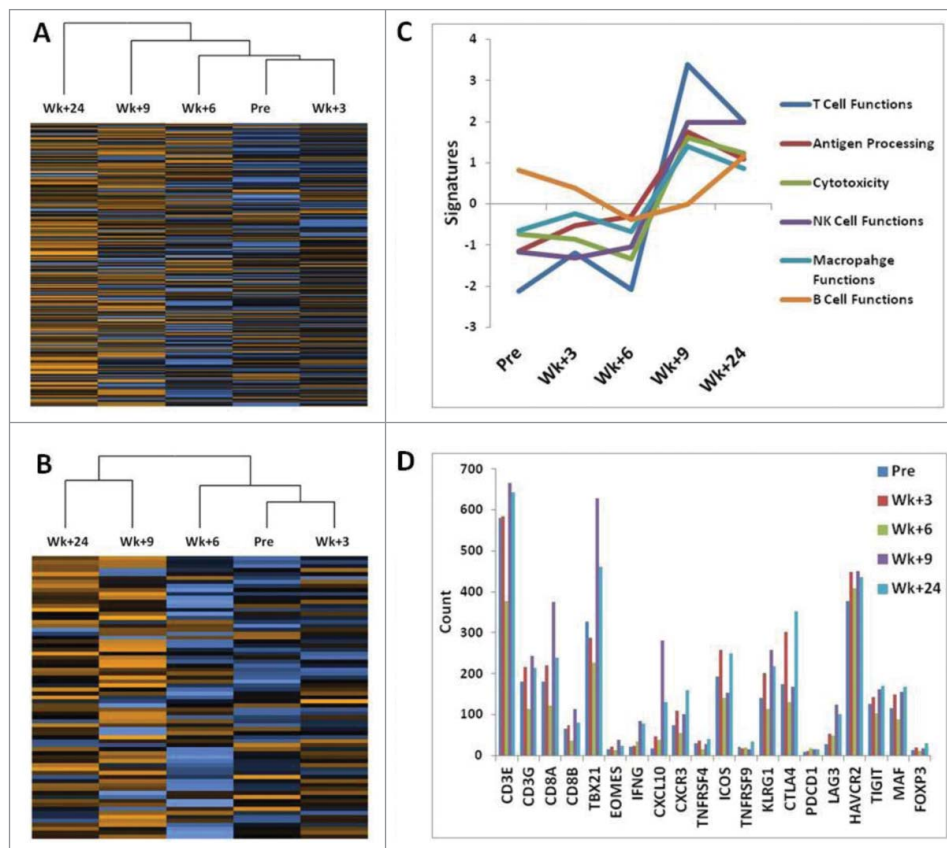 A
Wk+24 Wk+9 Wk+6 Pre Wk+3
C
4
3
2
1
0
-1
-2
-3
Signatures
Pre Wk+3 Wk+6 Wk+9 Wk+24
T Cell Functions
Antigen Processing
Cytotoxicity
NK Cell Functions
Macropahge
Functions
B Cell Functions
B
Wk+24 Wk+9 Wk+6 Pre Wk+3
D
700
600
500
400
300
200
100
0
Count
Pre
Wk+3
Wk+6
Wk+9
Wk+24
CD3E
CD3G
CD8A
CD8B
TBX21
EOMES
IFNG
CXCL10
CXCR3
TNFRSF4
ICOS
TNFRSF9
KLRG1
CTLA4
PDCD1
LAG3
HAVCR2
TIGIT
MAF
FOXP3